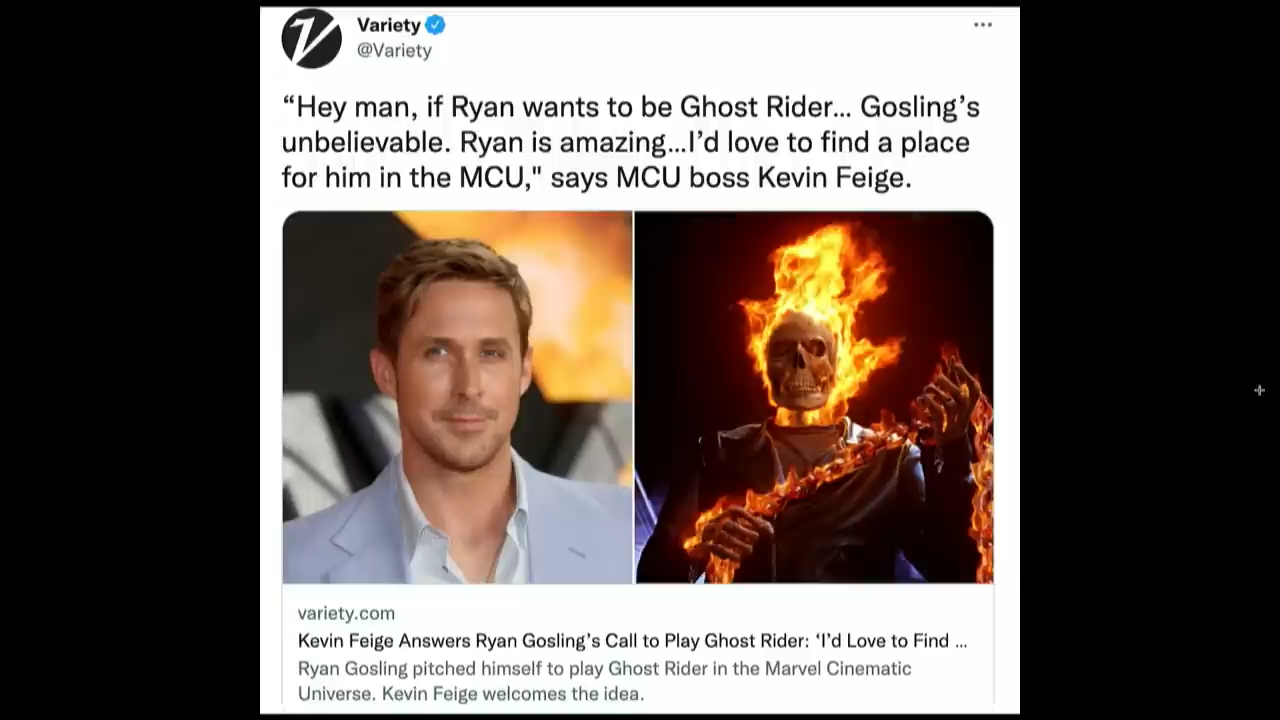 Variety
@Variety
“Hey man, if Ryan wants to be Ghost Rider... Gosling’s
unbelievable. Ryan is amazing...I’d love to find a place
for him in the MCU," says MCU boss Kevin Feige.
variety.com
Kevin Feige Answers Ryan Gosling’s Call to Play Ghost Rider: ‘I’d Love to Find ...
Ryan Gosling pitched himself to play Ghost Rider in the Marvel Cinematic
Universe. Kevin Feige welcomes the idea.